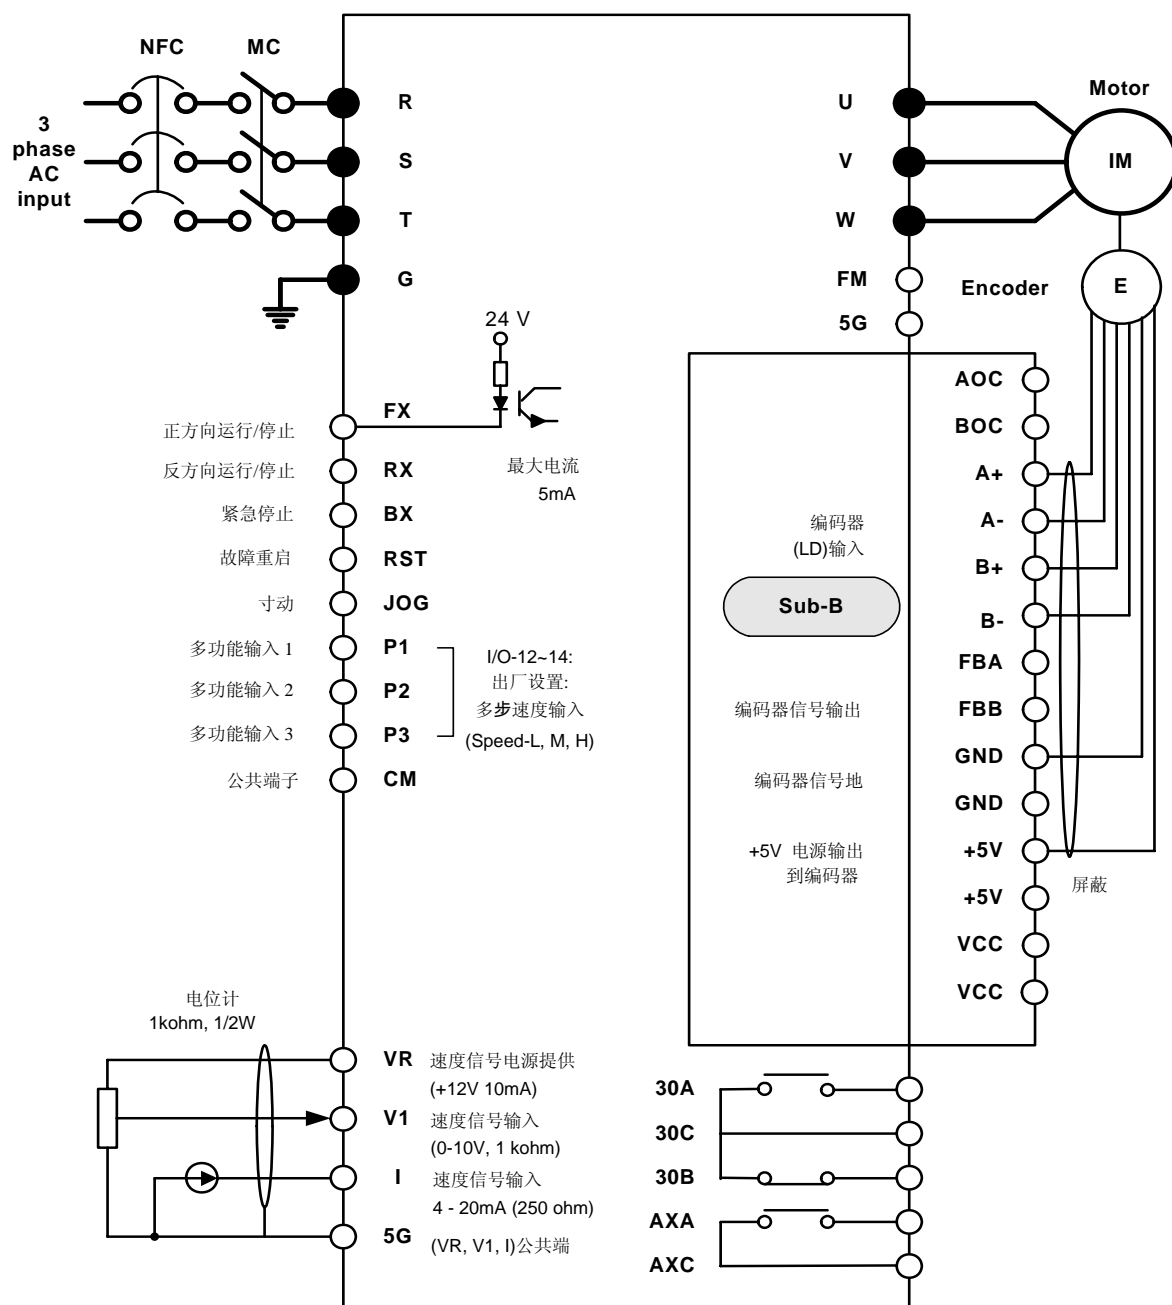 NFC
MC
3
phase
AC
input
R
S
T
G
U
V
W
FM
5G
Motor
IM
Encoder
E
24 V
FX
正方向运行/停止
反方向运行/停止
RX
最大电流
5mA
紧急停止
BX
故障重启
RST
寸动
JOG
多功能输入 1
P1
多功能输入 2
P2
多功能输入 3
P3
I/O-12~14:
出厂设置:
多步速度输入
(Speed-L, M, H)
公共端子
CM
AOC
BOC
A+
A-
B+
B-
FBA
FBB
GND
GND
+5V
+5V
VCC
VCC
编码器
(LD)输入
Sub-B
编码器信号输出
编码器信号地
+5V 电源输出
到编码器
屏蔽
电位计
1kohm, 1/2W
VR
速度信号电源提供
(+12V 10mA)
V1
速度信号输入
(0-10V, 1 kohm)
I
速度信号输入
4 - 20mA (250 ohm)
5G
(VR, V1, I)公共端
30A
30C
30B
AXA
AXC